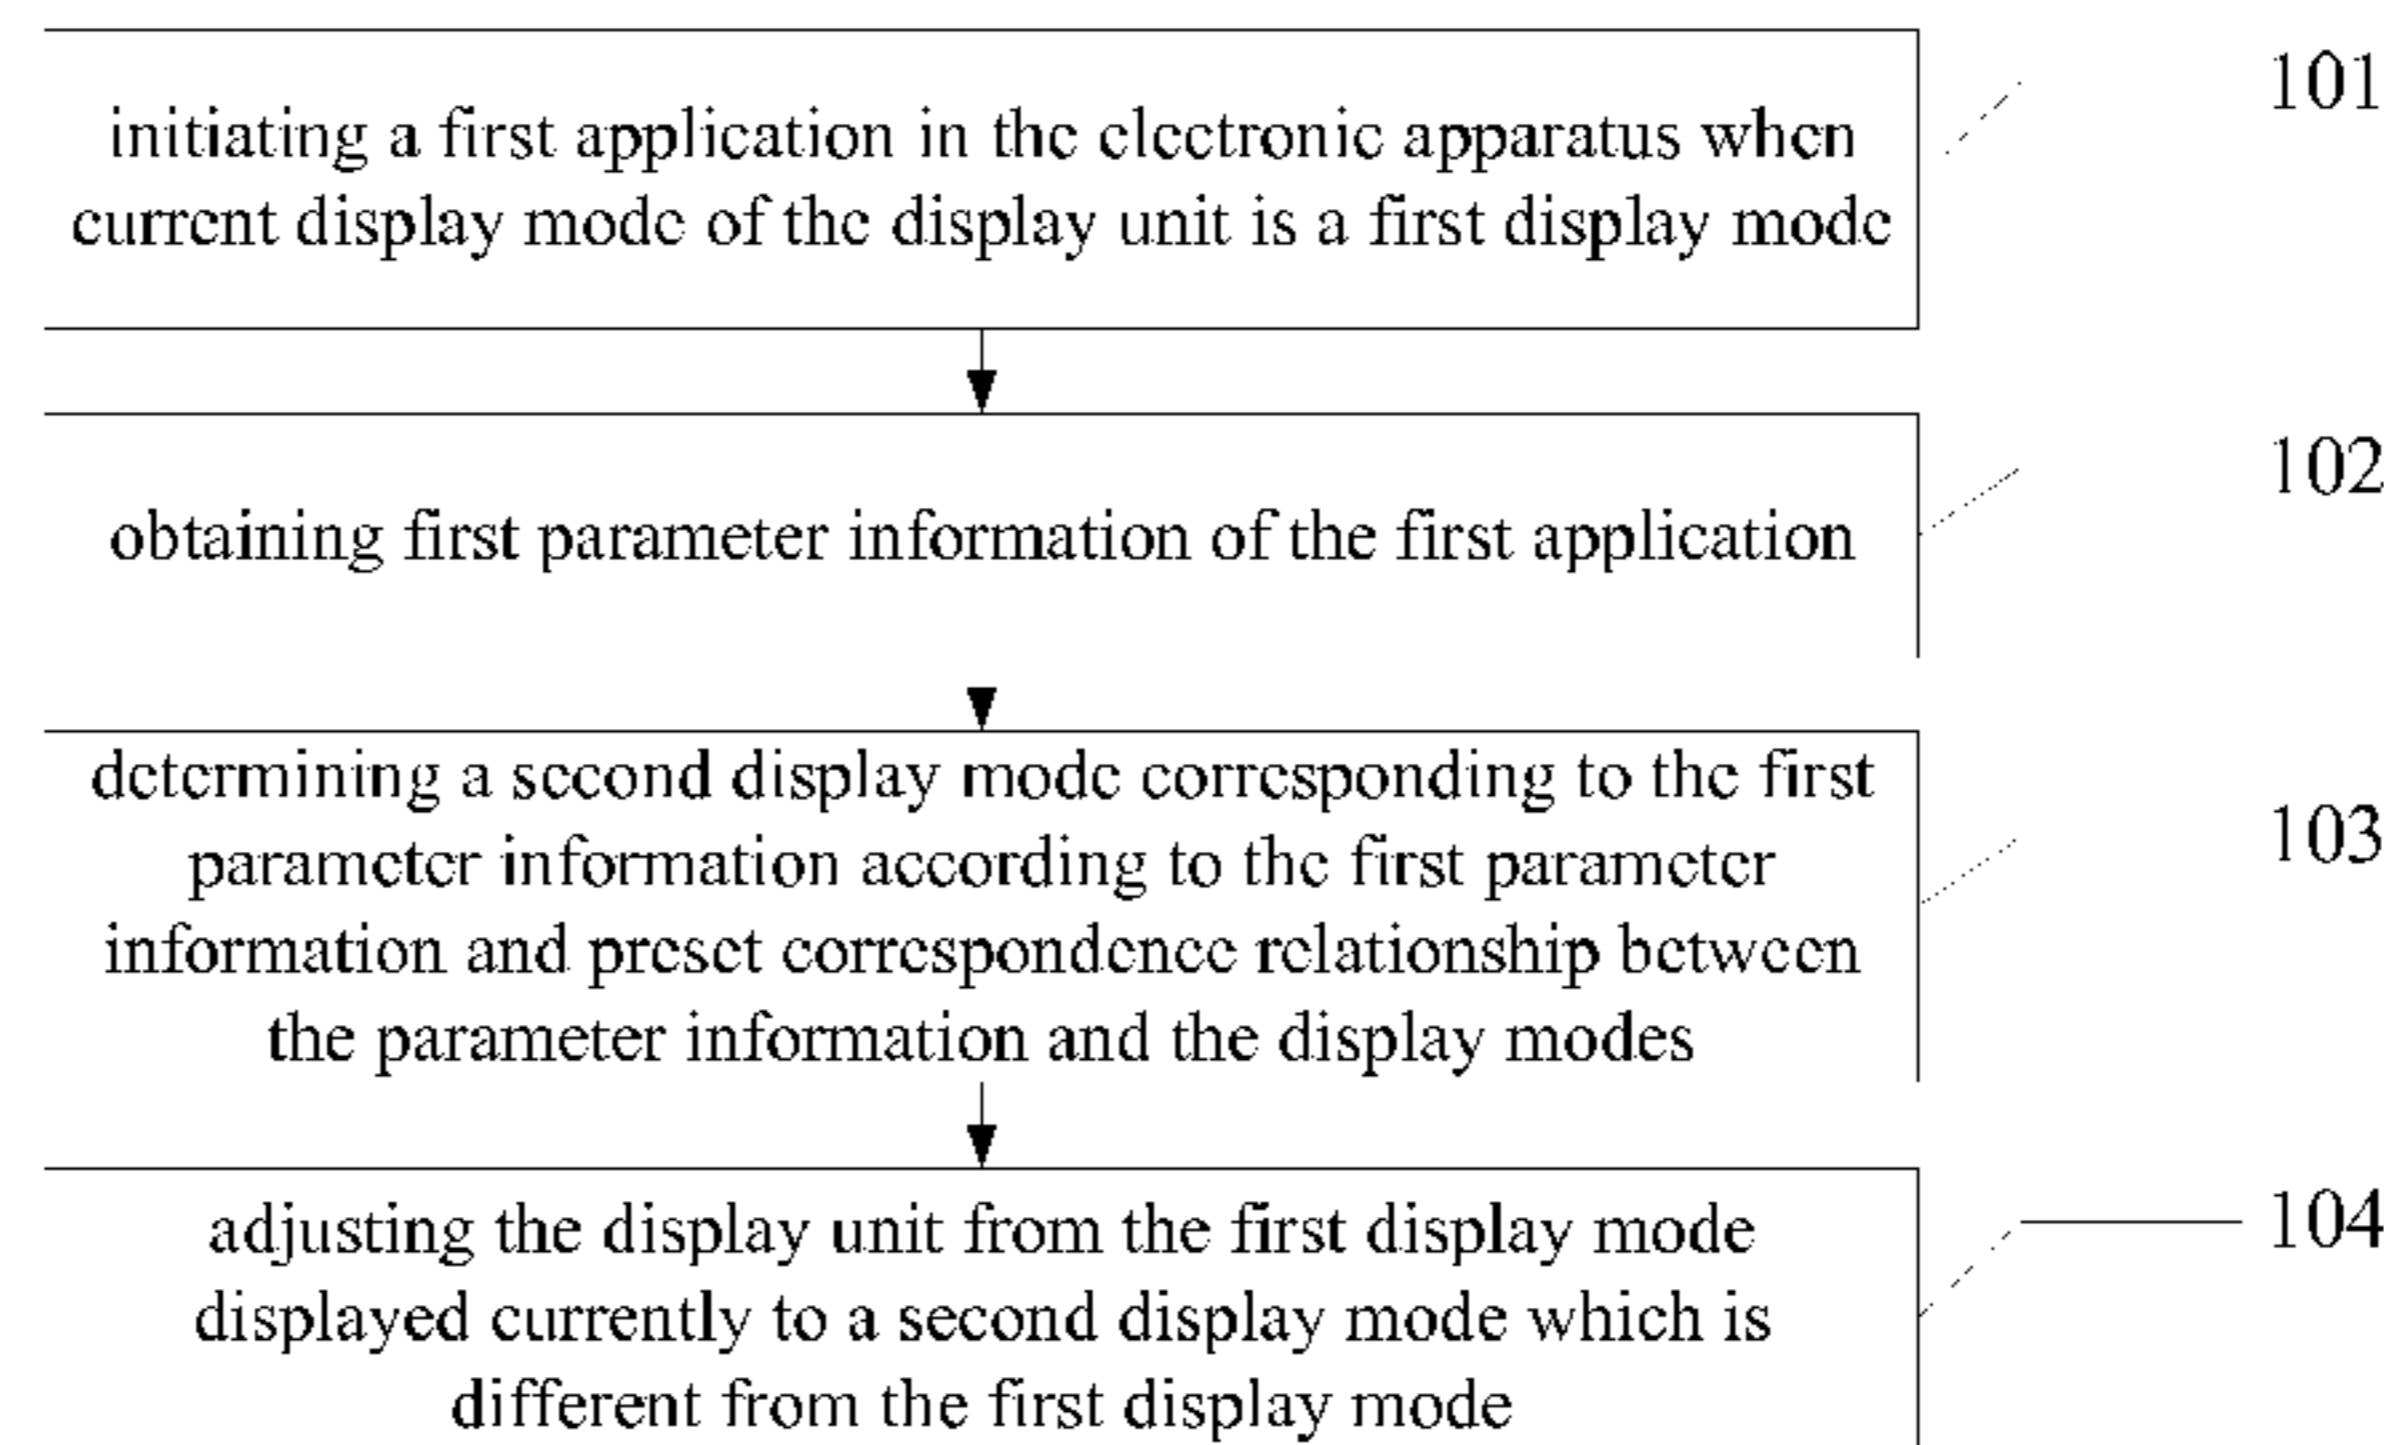 101
initiating a first application in the electronic apparatus when
current display mode of the display unit is a first display mode
102
obtaining first parameter information of the first application
determining a second display mode corresponding to the first
parameter information according to the first parameter
103
information and preset correspondence relationship between
the parameter information and the display modes
104
adjusting the display unit from the first display mode
displayed currently to a second display mode which is
different from the first display mode